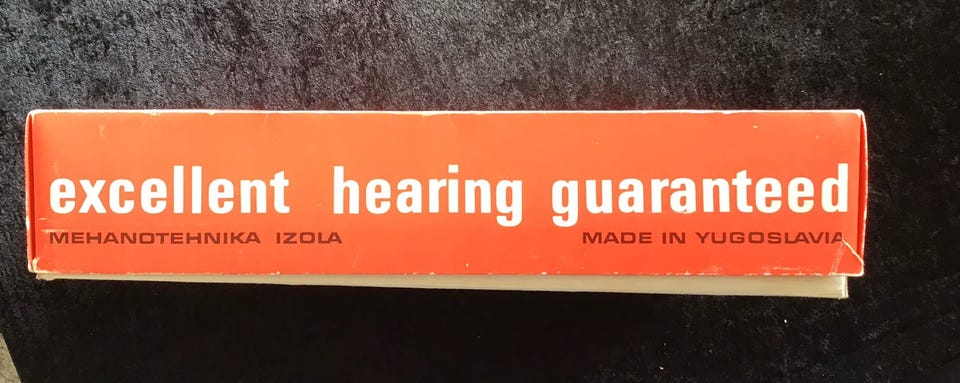 excellent hearing guaranteed
MEHANOTEHNIKA IZOLA MADE IN YUGOSLAVIA